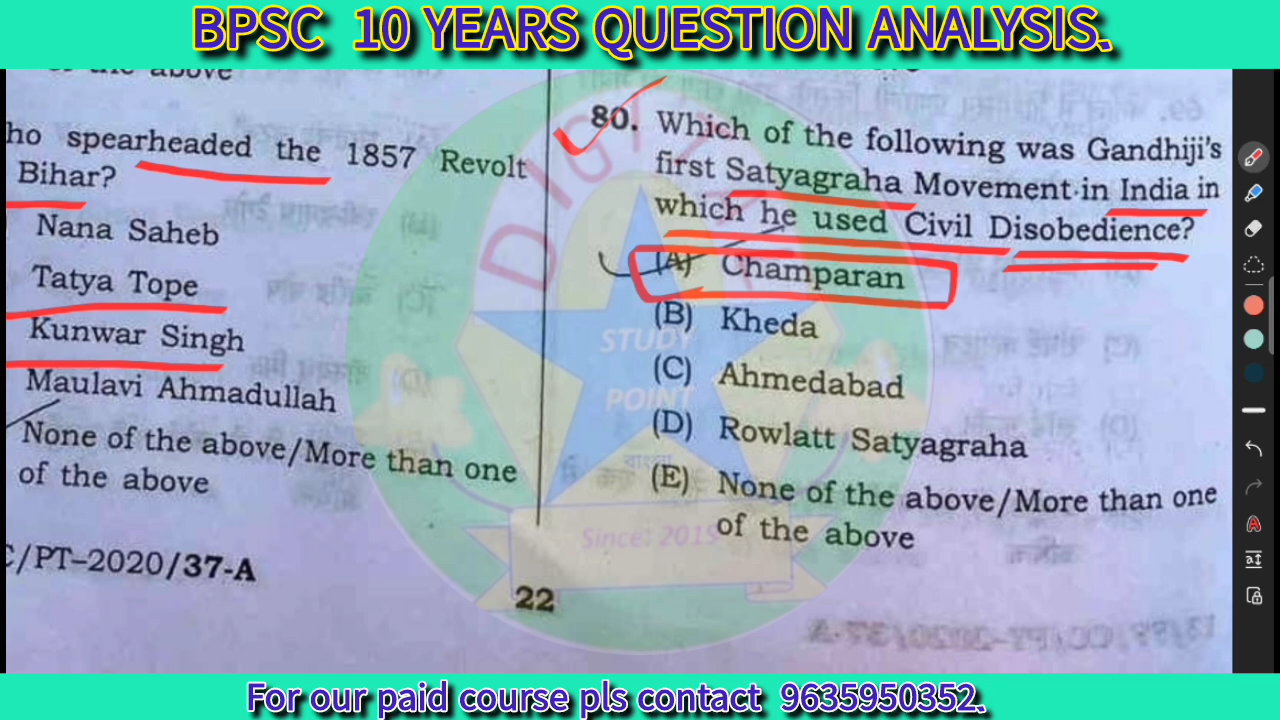 BPSC 10 YEARS QUESTION ANALYSIS.
of the above
ho spearheaded the 1857 Revolt
Bihar?
Nana Saheb
Tatya Tope
Kunwar Singh
Maulavi Ahmadullah
None of the above/More than one
of the above
C/PT–2020/37-A
22
80. Which of the following was Gandhiji's
first Satyagraha Movement in India in
which he used Civil Disobedience?
(A) Champaran
(B) Kheda
(C) Ahmedabad
(D) Rowlatt Satyagraha
(E) None of the above/More than one
of the above
STUDY
POINT
বাংলা
Since: 2019
For our paid course pls contact 9635950352.